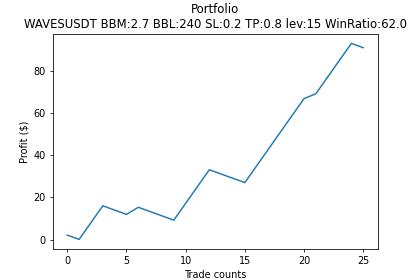 Portfolio
WAVESUSDT BBM:2.7 BBL:240 SL:0.2 TP:0.8 lev:15 WinRatio:62.0
80
60
40
20
0
Profit ($)
0 5 10 15 20 25
Trade counts